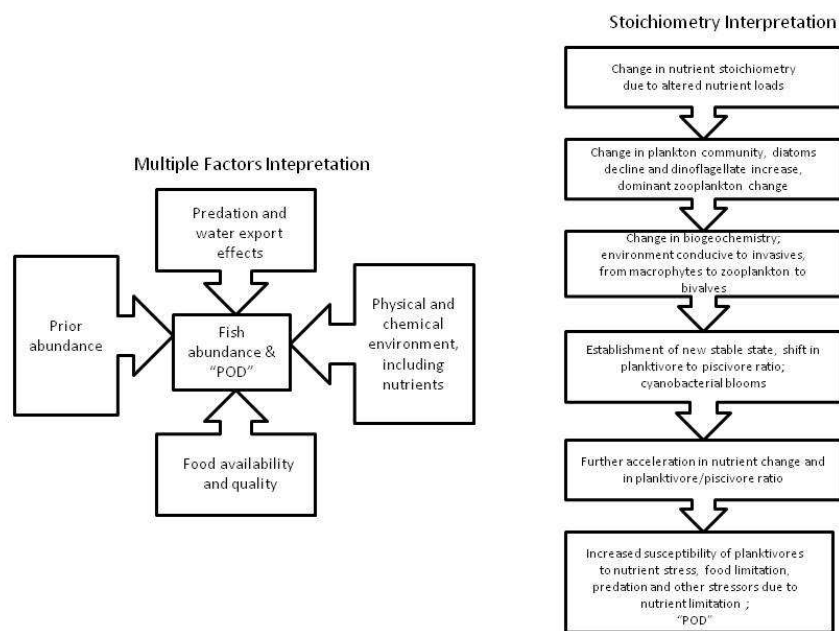 Multiple Factors Intepretation
Predation and
water export
effects
Prior
abundance
Fish
abundance &
“POD”
Physical and
chemical
environment,
including
nutrients
Food availability
and quality
Stoichiometry Interpretation
Change in nutrient stoichiometry
due to altered nutrient loads
Change in plankton community, diatoms
decline and dinoflagellate increase,
dominant zooplankton change
Change in biogeochemistry;
environment conducive to invasives,
from macrophytes to zooplankton to
bivalves
Establishment of new stable state, shift in
planktivore to piscivore ratio;
cyanobacterial blooms
Further acceleration in nutrient change and
in planktivore/piscivore ratio
Increased susceptibility of planktivores
to nutrient stress, food limitation,
predation and other stressors due to
nutrient limitation ;
“POD”